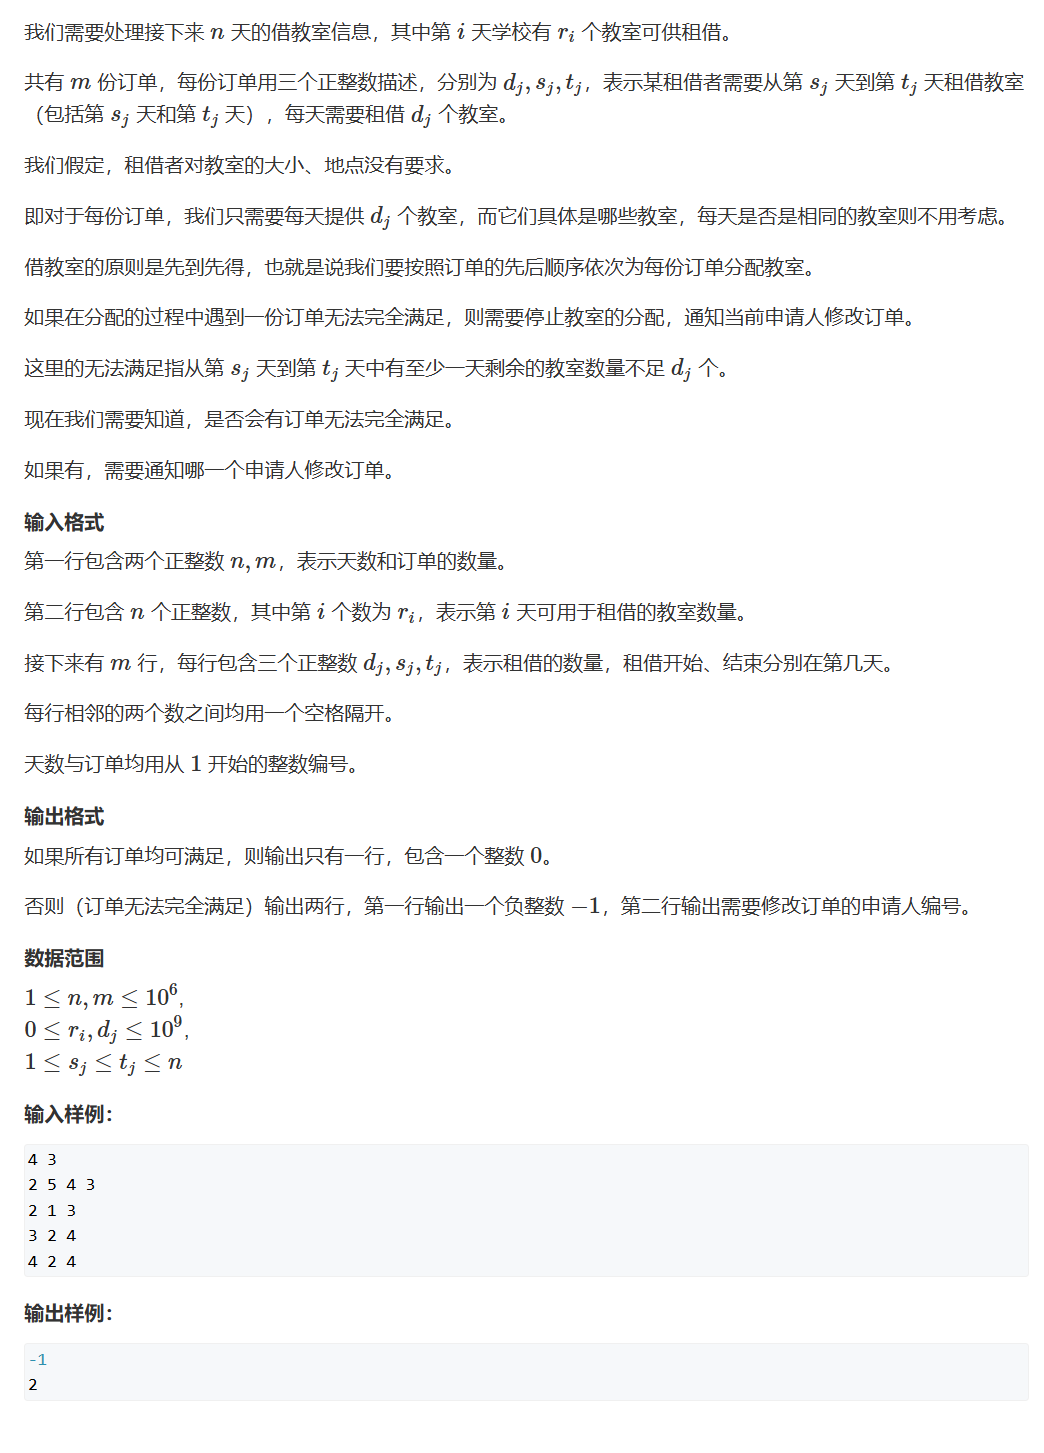 我们需要处理接下来 n 天的借教室信息，其中第 i 天学校有 r_i 个教室可供租借。
共有 m 份订单，每份订单用三个正整数描述，分别为 d_j, s_j, t_j，表示某租借者需要从第 s_j 天到第 t_j 天租借教室
（包括第 s_j 天和第 t_j 天），每天需要租借 d_j 个教室。
我们假定，租借者对教室的大小、地点没有要求。
即对于每份订单，我们只需要每天提供 d_j 个教室，而它们具体是哪些教室，每天是否是相同的教室则不用考虑。
借教室的原则是先到先得，也就是说我们要按照订单的先后顺序依次为每份订单分配教室。
如果在分配的过程中遇到一份订单无法完全满足，则需要停止教室的分配，通知当前申请人修改订单。
这里的无法满足指从第 s_j 天到第 t_j 天中有至少一天剩余的教室数量不足 d_j 个。
现在我们需要知道，是否会有订单无法完全满足。
如果有，需要通知哪一个申请人修改订单。
输入格式
第一行包含两个正整数 n, m，表示天数和订单的数量。
第二行包含 n 个正整数，其中第 i 个数为 r_i，表示第 i 天可用于租借的教室数量。
接下来有 m 行，每行包含三个正整数 d_j, s_j, t_j，表示租借的数量，租借开始、结束分别在第几天。
每行相邻的两个数之间均用一个空格隔开。
天数与订单均用从 1 开始的整数编号。
输出格式
如果所有订单均可满足，则输出只有一行，包含一个整数 0。
否则（订单无法完全满足）输出两行，第一行输出一个负整数 −1，第二行输出需要修改订单的申请人编号。
数据范围
1 ≤ n, m ≤ 10^6,
0 ≤ r_i, d_j ≤ 10^9,
1 ≤ s_j ≤ t_j ≤ n
输入样例：
4 3
2 5 4 3
2 1 3
3 2 4
4 2 4
输出样例：
-1
2